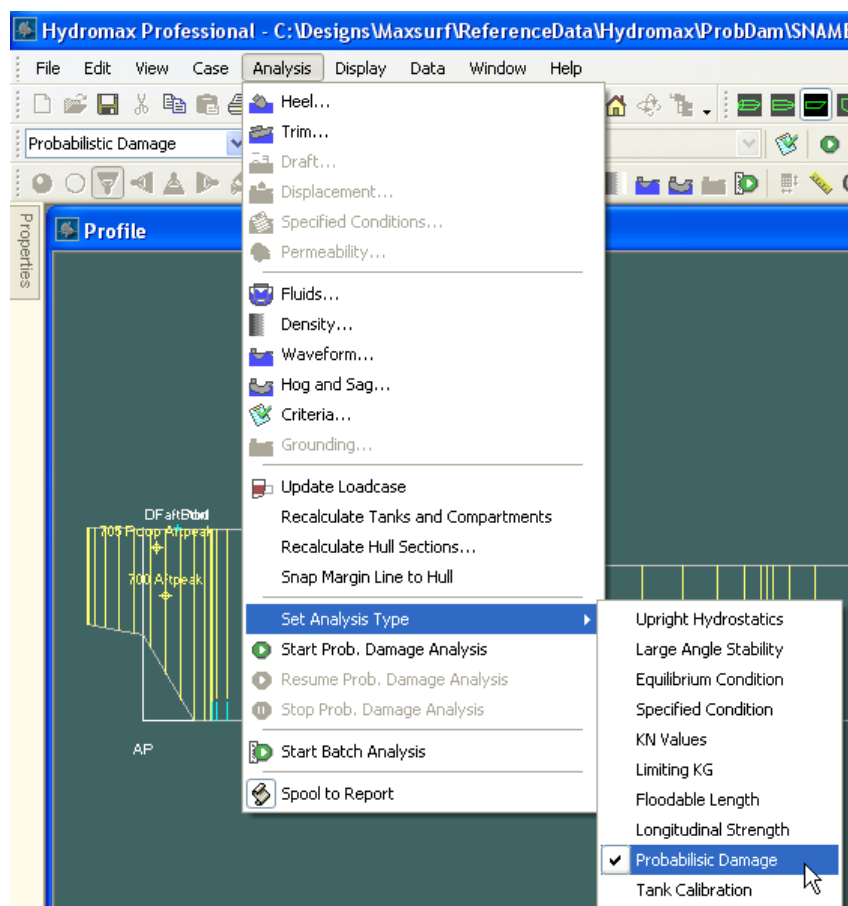 Hydromax Professional - C:\Designs\Maxsurf\ReferenceData\Hydromax\ProbDam\SNAME
File Edit View Case Analysis Display Data Window Help
Probabilistic Damage
Properties
Profile
Heel...
Trim...
Draft...
Displacement...
Specified Conditions...
Permeability...
Fluids...
Density...
Waveform...
Hog and Sag...
Criteria...
Grounding...
Update Loadcase
Recalculate Tanks and Compartments
Recalculate Hull Sections...
Snap Margin Line to Hull
Set Analysis Type
Start Prob. Damage Analysis
Resume Prob. Damage Analysis
Stop Prob. Damage Analysis
Start Batch Analysis
Spool to Report
Upright Hydrostatics
Large Angle Stability
Equilibrium Condition
Specified Condition
KN Values
Limiting KG
Floodable Length
Longitudinal Strength
Probabilisic Damage
Tank Calibration
705 Aftpeak
700 Aftpeak
AP